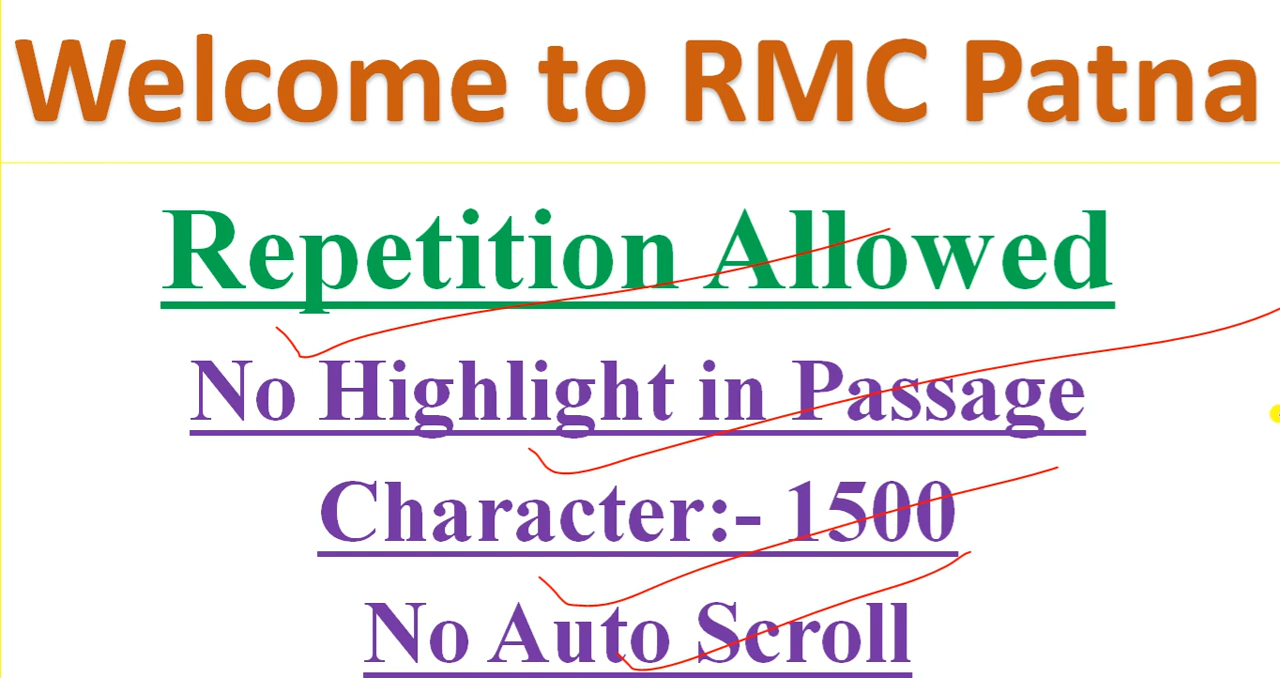 Welcome to RMC Patna
Repetition Allowed
No Highlight in Passage
Character:- 1500
No Auto Scroll